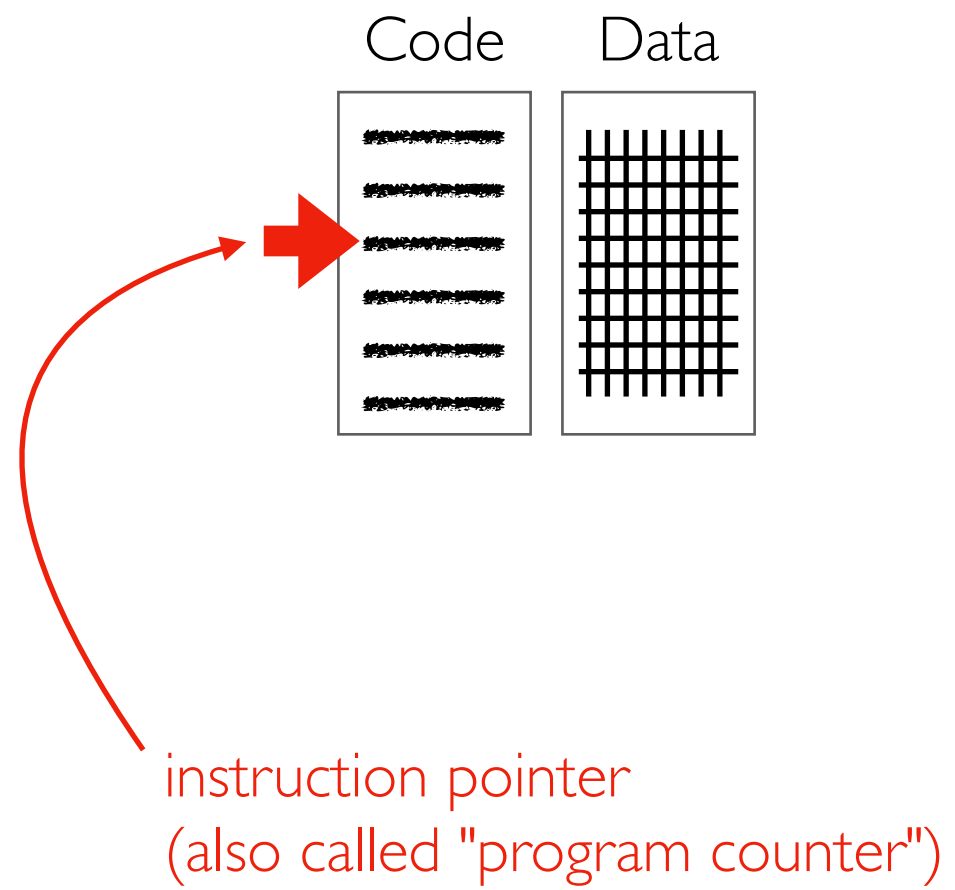 Code Data
instruction pointer
(also called "program counter")